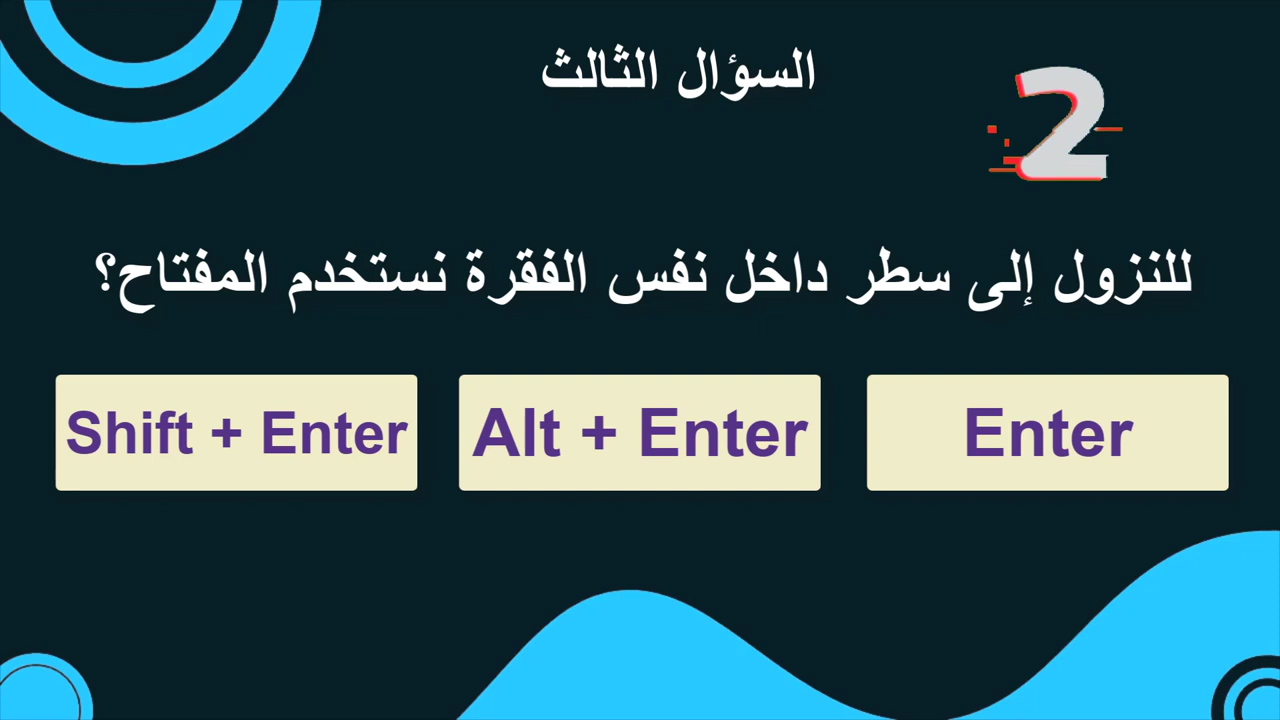 السؤال الثالث
2
للنزول إلى سطر داخل نفس الفقرة نستخدم المفتاح؟
Enter
Alt + Enter
Shift + Enter